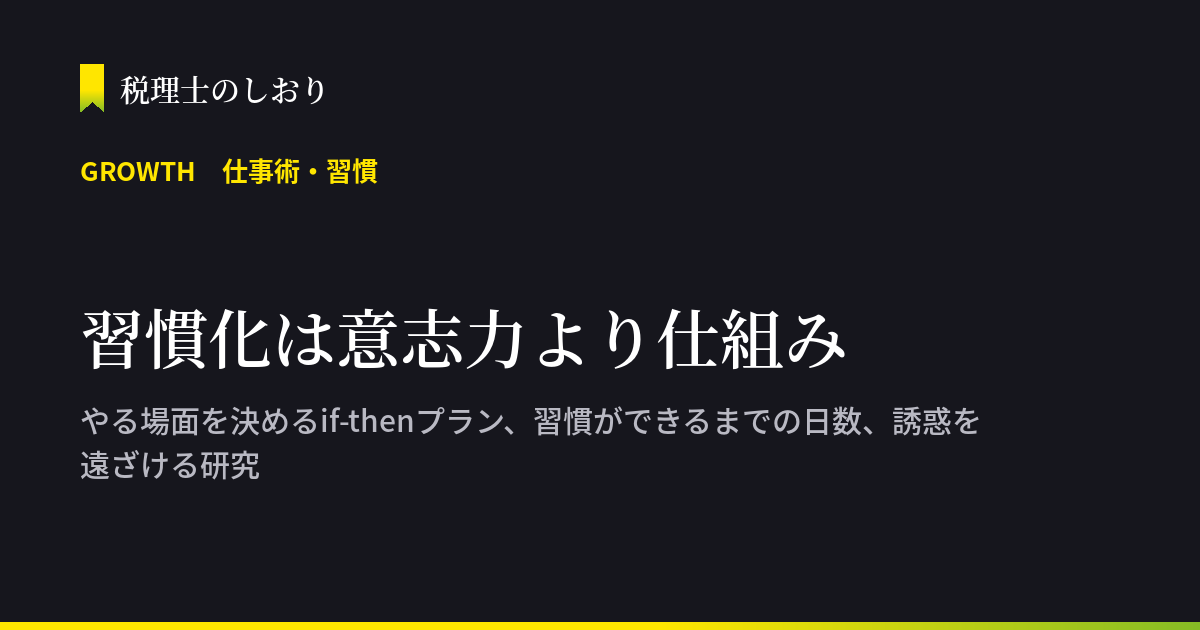 税理士のしおり
GROWTH　仕事術・習慣
習慣化は意志力より仕組み
やる場面を決めるif-thenプラン、習慣ができるまでの日数、誘惑を
遠ざける研究